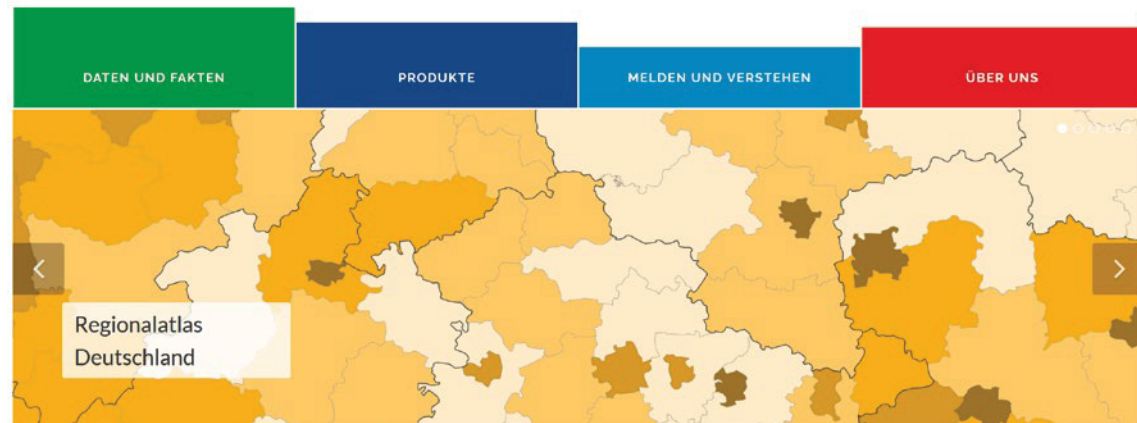 DATEN UND FAKTEN
PRODUKTE
MELDEN UND VERSTEHEN
ÜBER UNS
Regionalatlas
Deutschland